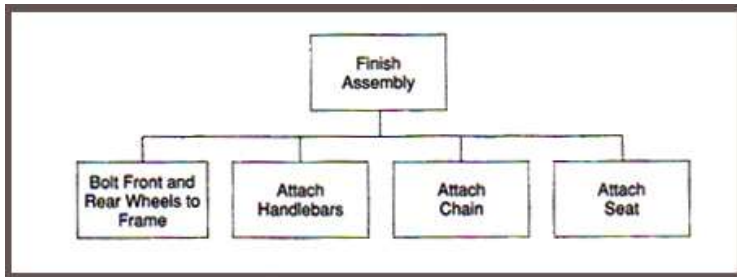 Finish
Assembly
Bolt Front and
Rear Wheels to
Frame
Attach
Handlebars
Attach
Chain
Attach
Seat